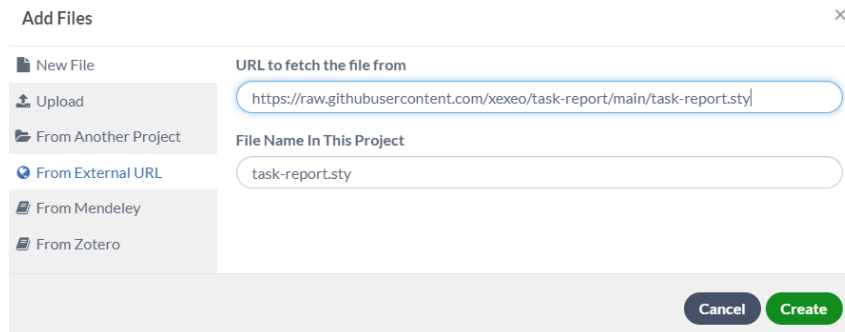 Add Files
×
New File
Upload
From Another Project
From External URL
From Mendeley
From Zotero
URL to fetch the file from
https://raw.githubusercontent.com/xexeo/task-report/main/task-report.sty
File Name In This Project
task-report.sty
Cancel
Create